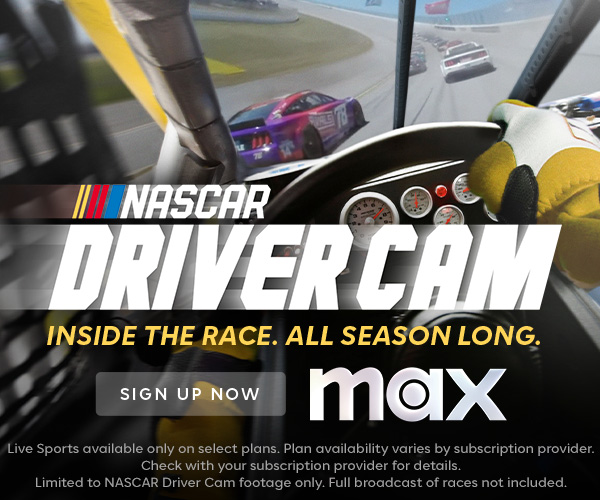 NASCAR
DRIVER CAM
INSIDE THE RACE. ALL SEASON LONG.
SIGN UP NOW
max
Live Sports available only on select plans. Plan availability varies by subscription provider.
Check with your subscription provider for details.
Limited to NASCAR Driver Cam footage only. Full broadcast of races not included.